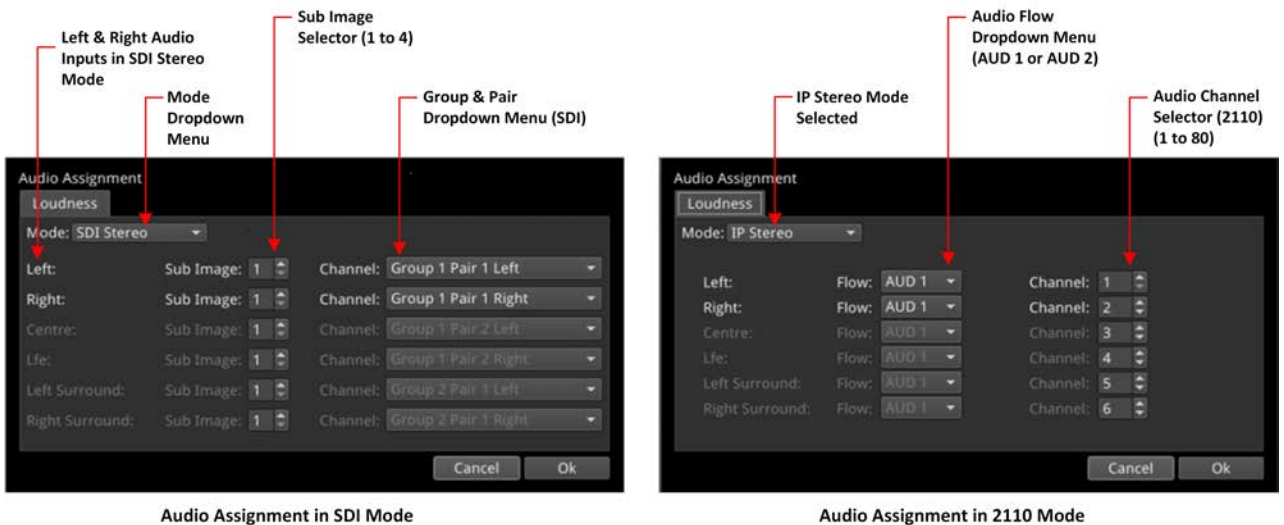 Left & Right Audio
Inputs in SDI Stereo
Mode
Sub Image
Selector (1 to 4)
Mode
Dropdown
Menu
Group & Pair
Dropdown Menu (SDI)
Audio Assignment
Loudness
Mode: SDI Stereo
Left: Sub Image: 1 Channel: Group 1 Pair 1 Left
Right: Sub Image: 1 Channel: Group 1 Pair 1 Right
Centre: Sub Image: 1 Channel: Group 1 Pair 2 Left
Lfe: Sub Image: 1 Channel: Group 1 Pair 2 Right
Left Surround: Sub Image: 1 Channel: Group 2 Pair 1 Left
Right Surround: Sub Image: 1 Channel: Group 2 Pair 1 Right
Cancel Ok
Audio Assignment in SDI Mode
Audio Flow
Dropdown Menu
(AUD 1 or AUD 2)
IP Stereo Mode
Selected
Audio Channel
Selector (2110)
(1 to 80)
Audio Assignment
Loudness
Mode: IP Stereo
Left: Flow: AUD 1 Channel: 1
Right: Flow: AUD 1 Channel: 2
Centre: Flow: AUD 1 Channel: 3
Lfe: Flow: AUD 1 Channel: 4
Left Surround: Flow: AUD 1 Channel: 5
Right Surround: Flow: AUD 1 Channel: 6
Cancel Ok
Audio Assignment in 2110 Mode